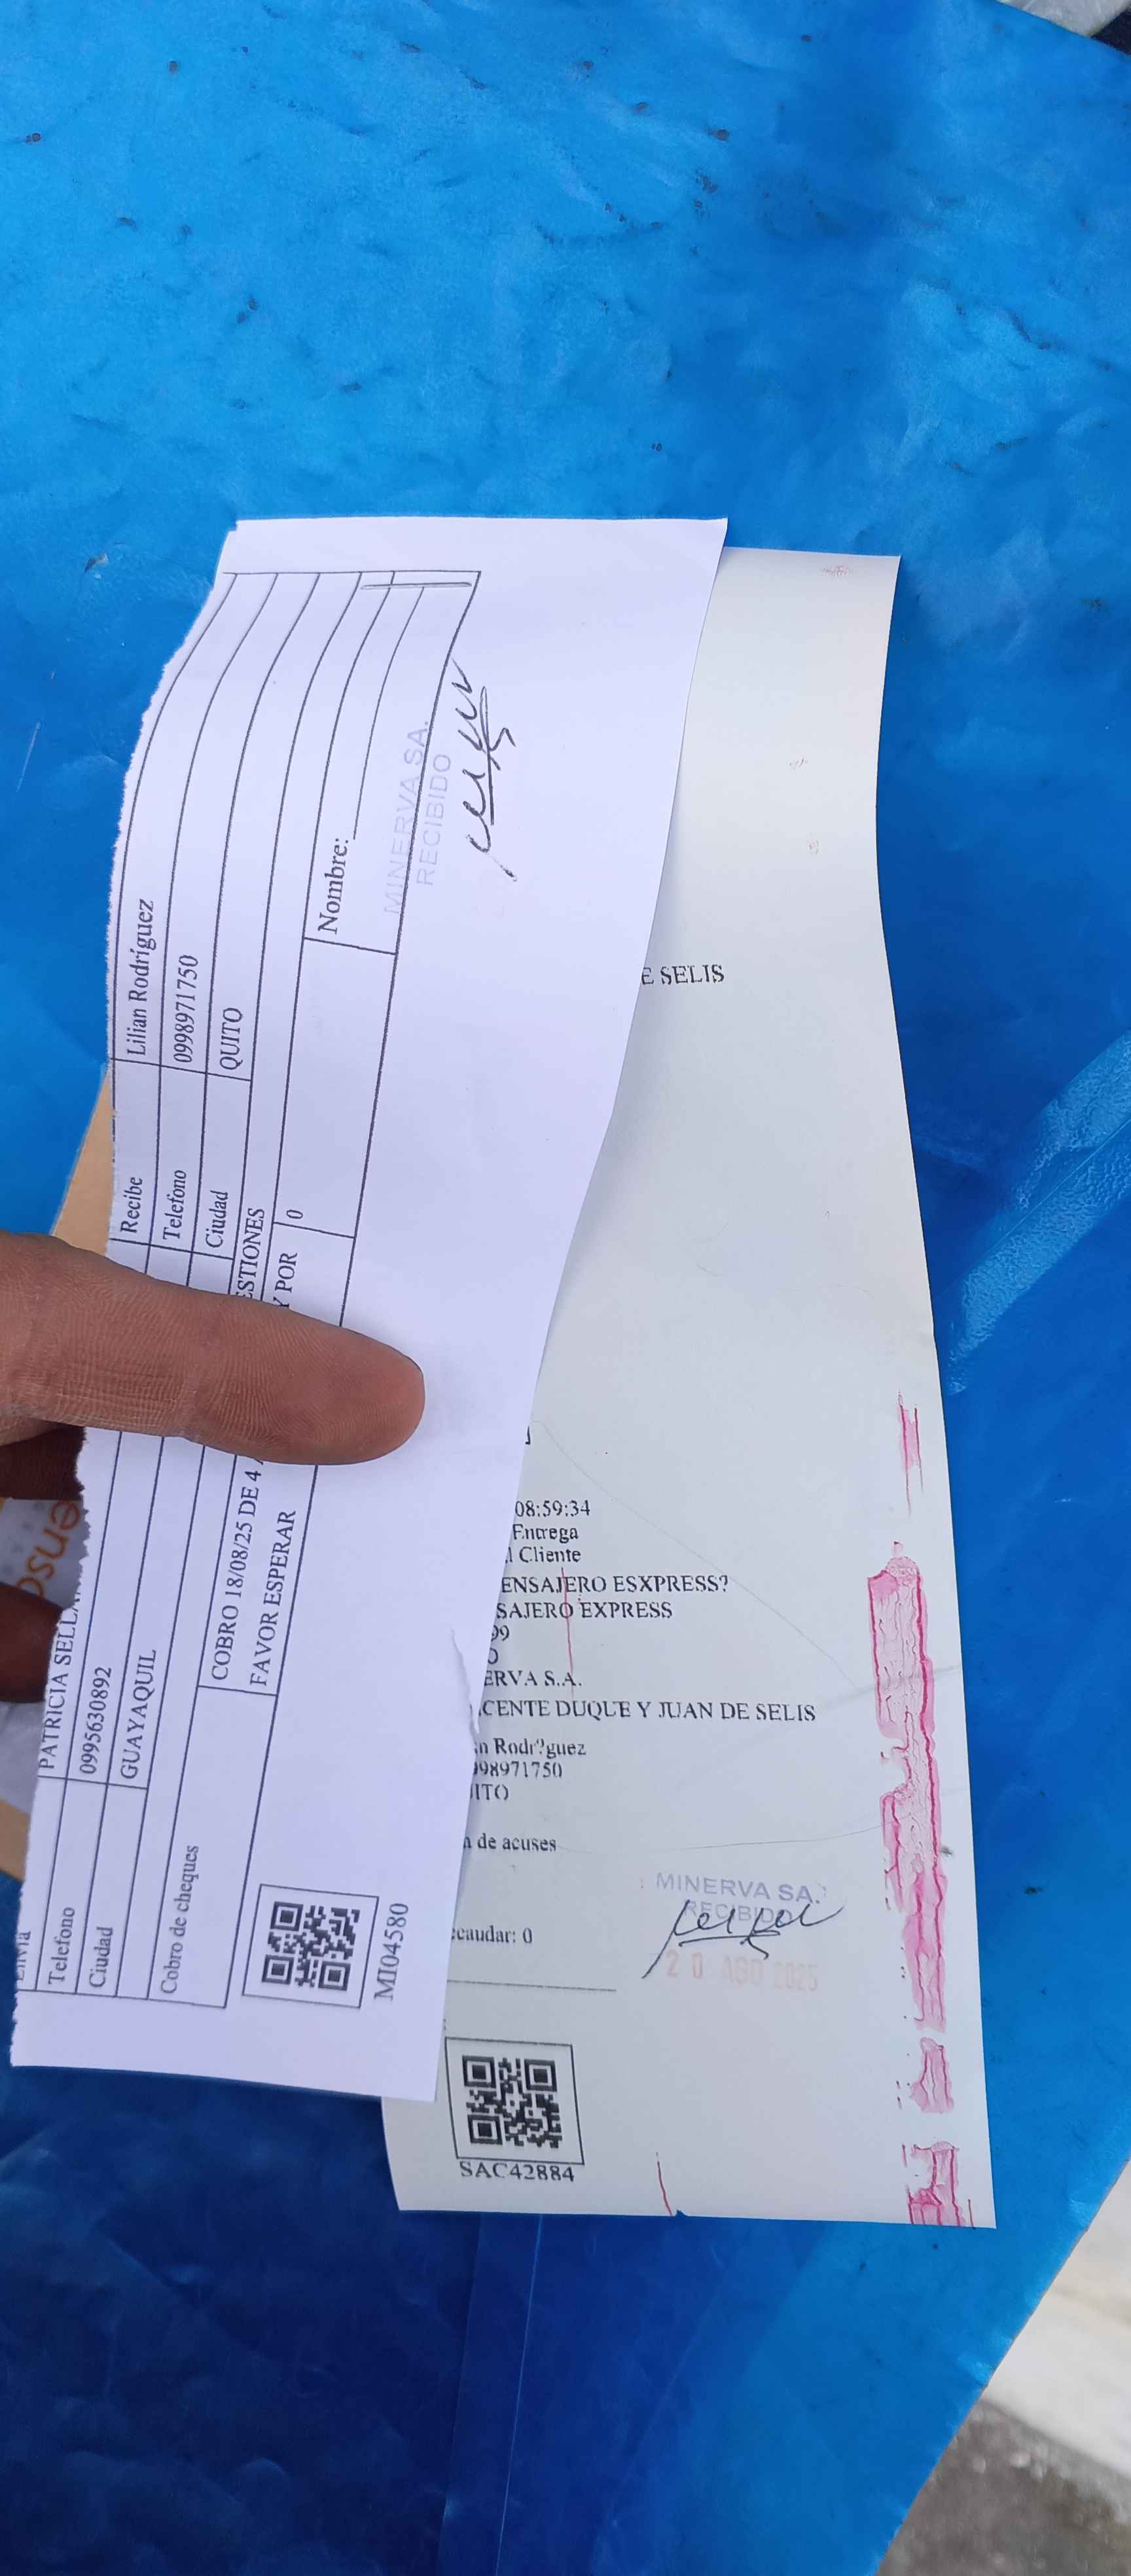 Recibe Lilian Rodríguez
PATRICIA SELLA
Telefono 0995630892 Telefono 0998971750
Ciudad GUAYAQUIL Ciudad QUITO
Cobro de cheques COBRO 18/08/25 DE 4 ESTIONES
FAVOR ESPERAR Y POR 0
Nombre:
MINERVA SA.
RECIBIDO
MI04580
E SELIS
08:59:34
Entrega
l Cliente
ENSAJERO ESXPRESS?
SAJERO EXPRESS
99
O
ERVA S.A.
CENTE DUQUE Y JUAN DE SELIS
n Rodr?guez
998971750
ITO
n de acuses
ecaudar: 0
MINERVA SA.
RECIBIDO
20 AGO 2025
SAC42884